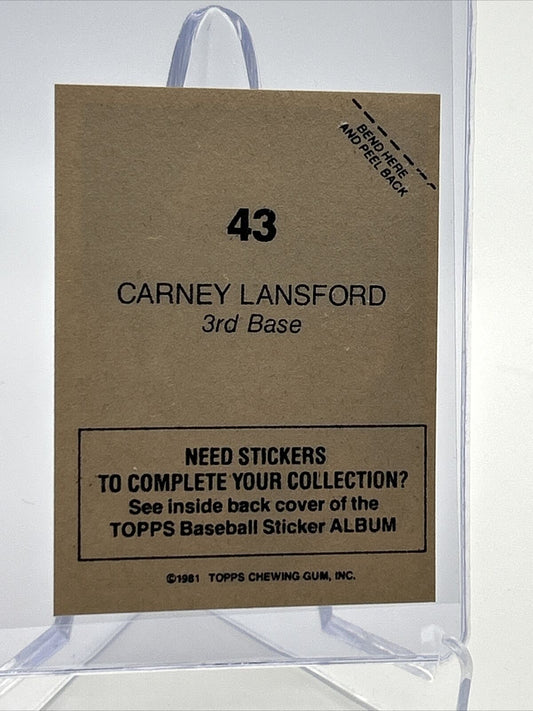 BEND HERE
AND PEEL BACK
43
CARNEY LANSFORD
3rd Base
NEED STICKERS
TO COMPLETE YOUR COLLECTION?
See inside back cover of the
TOPPS Baseball Sticker ALBUM
©1981 TOPPS CHEWING GUM, INC.